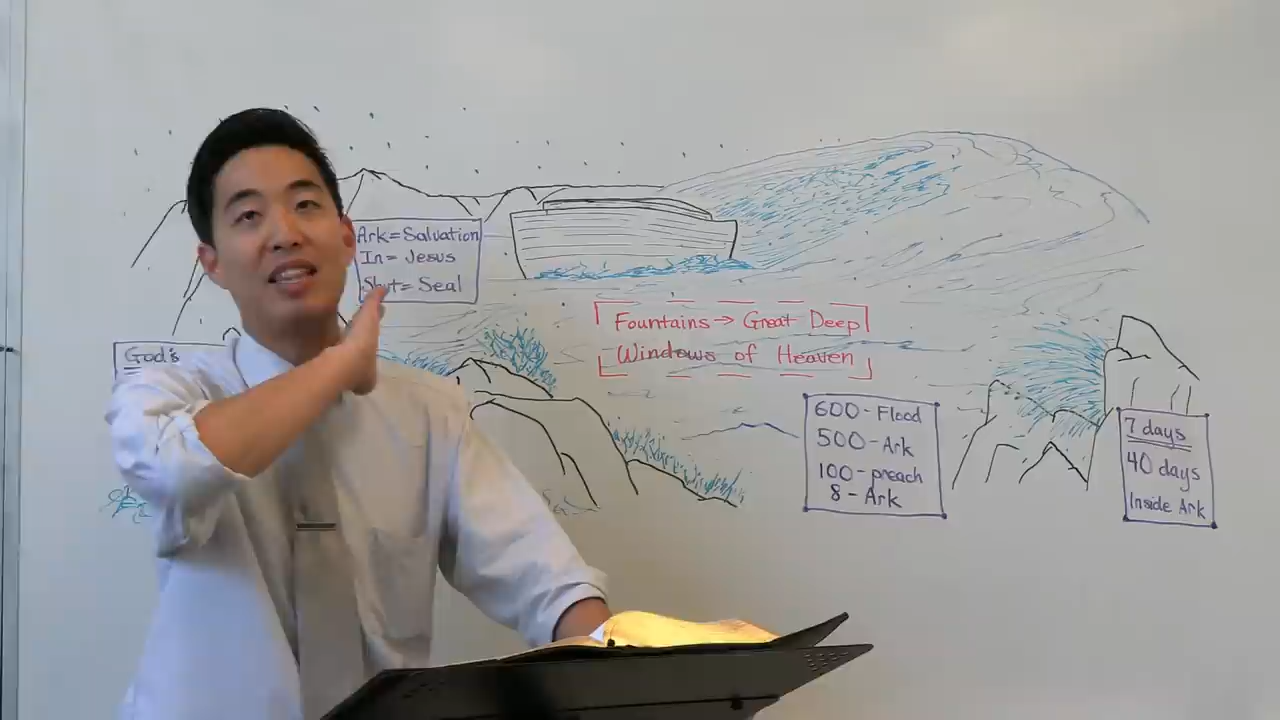 Ark=Salvation
In= Jesus
Shut= Seal
God's
Fountains→Great Deep
Windows of Heaven
600-Flood
500-Ark
100-preach
8-Ark
7 days
40 days
Inside Ark